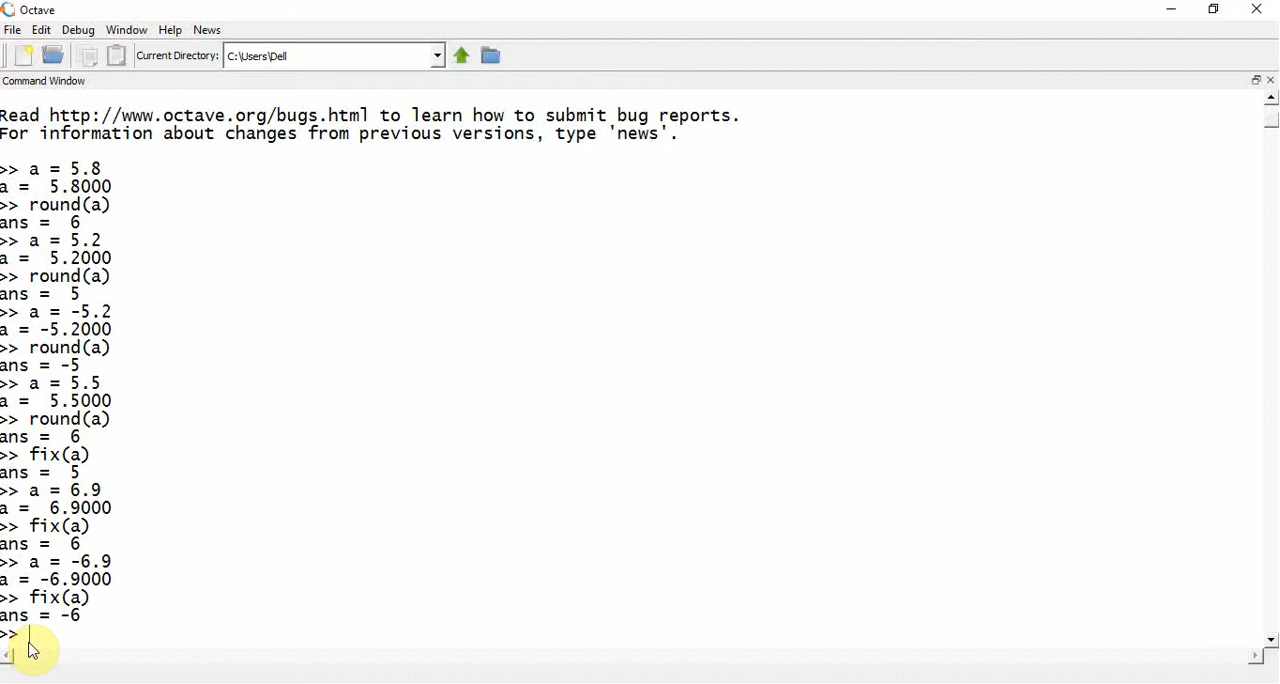 Octave
File Edit Debug Window Help News
Current Directory: C:\Users\Dell
Command Window
Read http://www.octave.org/bugs.html to learn how to submit bug reports.
For information about changes from previous versions, type 'news'.
>> a = 5.8
a =  5.8000
>> round(a)
ans =  6
>> a = 5.2
a =  5.2000
>> round(a)
ans =  5
>> a = -5.2
a = -5.2000
>> round(a)
ans = -5
>> a = 5.5
a =  5.5000
>> round(a)
ans =  6
>> fix(a)
ans =  5
>> a = 6.9
a =  6.9000
>> fix(a)
ans =  6
>> a = -6.9
a = -6.9000
>> fix(a)
ans = -6
>>